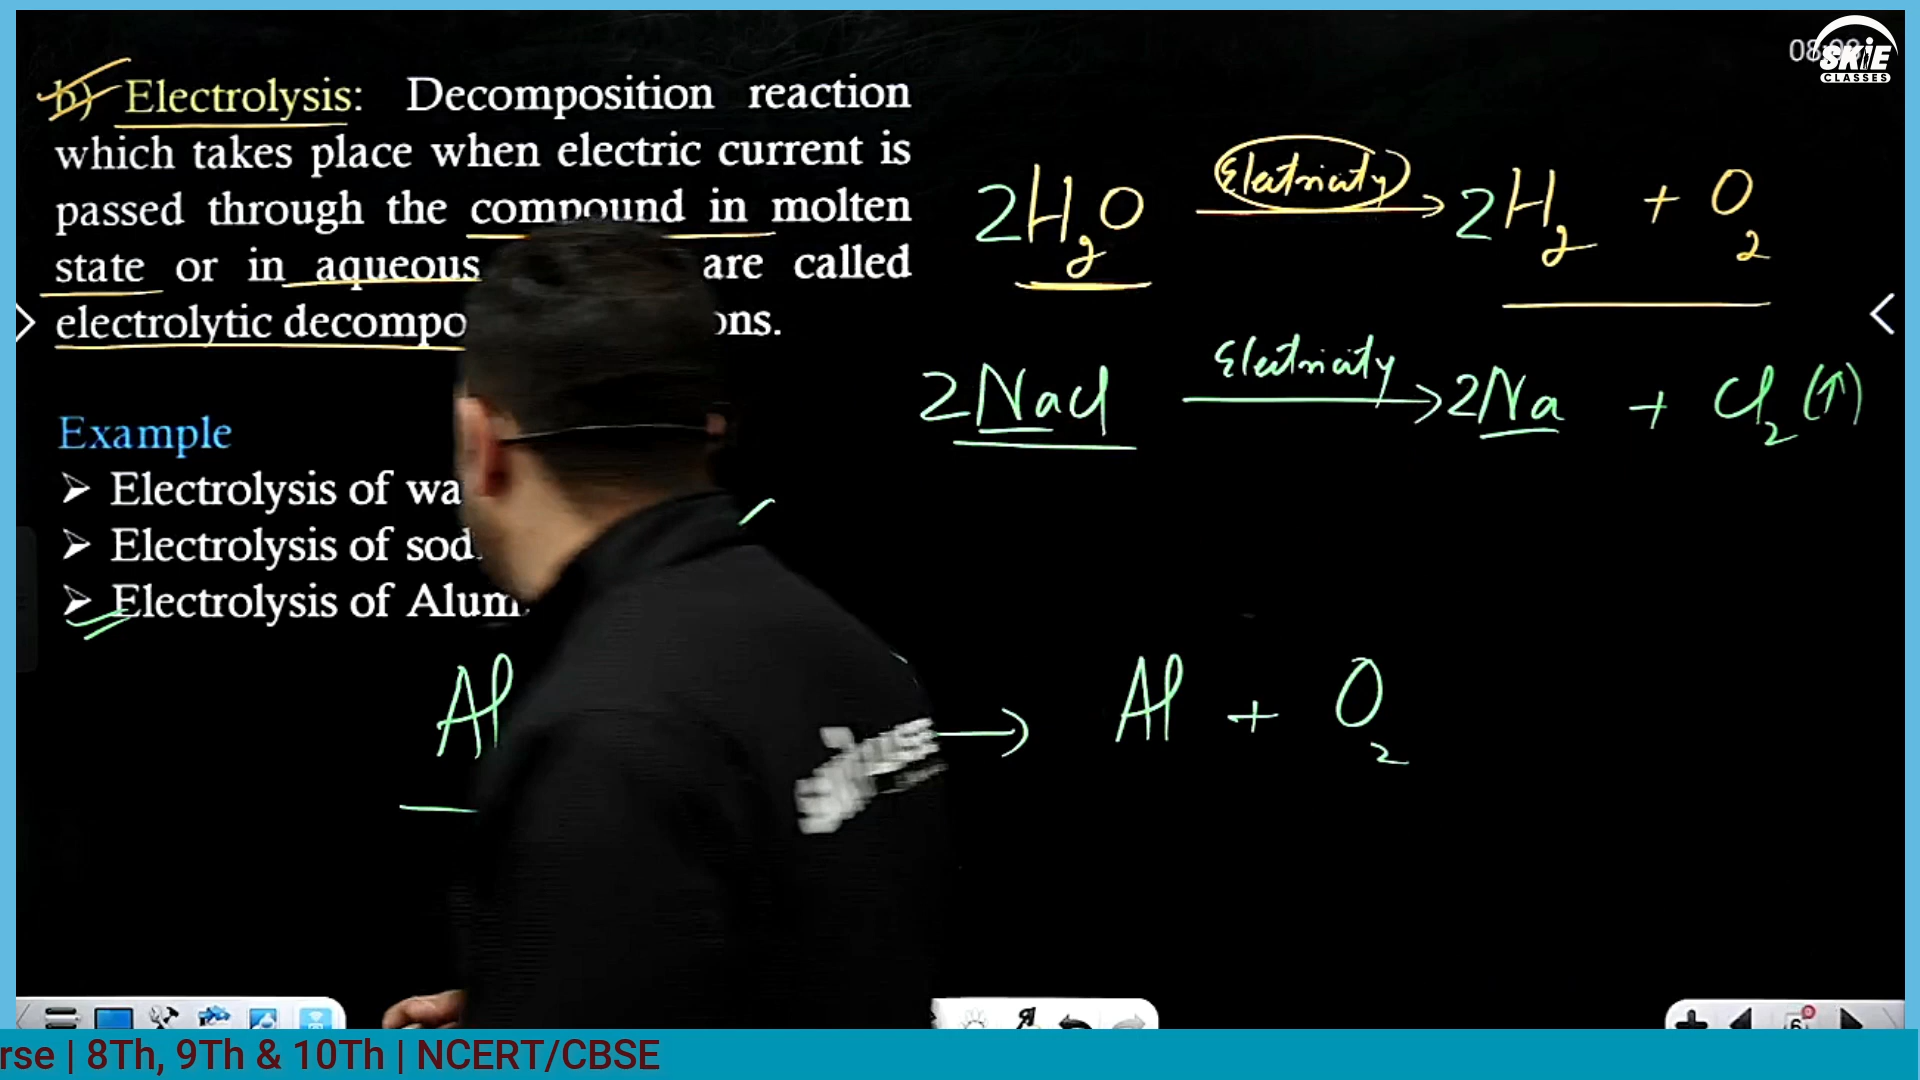 SKiE
CLASSES
b) Electrolysis: Decomposition reaction
which takes place when electric current is
passed through the compound in molten
state or in aqueous are called
electrolytic decompo ons.
2H₂O Electricity → 2H₂ + O₂
2NaCl Electricity → 2Na + Cl₂(↑)
Example
➤ Electrolysis of wa
➤ Electrolysis of sod
➤ Electrolysis of Alum
Al → Al + O₂
rse | 8Th, 9Th & 10Th | NCERT/CBSE